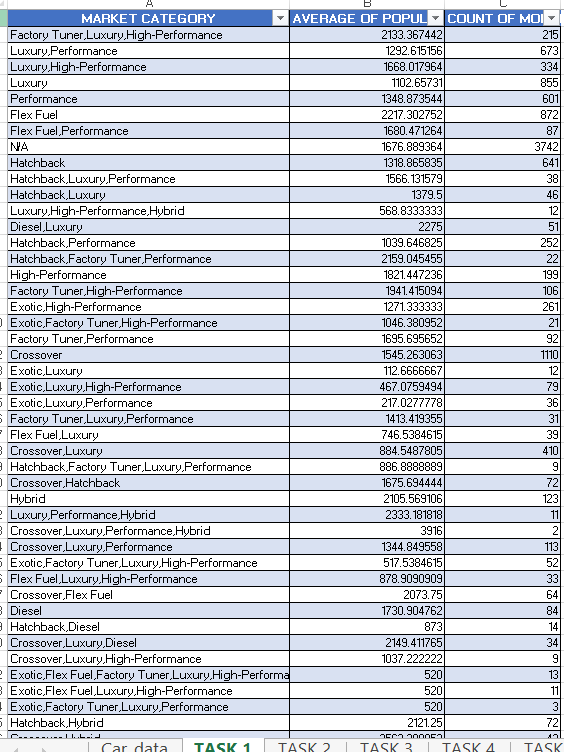 A B C
MARKET CATEGORY AVERAGE OF POPUL COUNT OF MO
Factory Tuner,Luxury,High-Performance 2133.367442 215
Luxury,Performance 1292.615156 673
Luxury,High-Performance 1668.017964 334
Luxury 1102.65731 855
Performance 1348.873544 601
Flex Fuel 2217.302752 872
Flex Fuel,Performance 1680.471264 87
N/A 1676.889364 3742
Hatchback 1318.865835 641
Hatchback,Luxury,Performance 1566.131579 38
Hatchback,Luxury 1379.5 46
Luxury,High-Performance,Hybrid 568.8333333 12
Diesel,Luxury 2275 51
Hatchback,Performance 1039.646825 252
Hatchback,Factory Tuner,Performance 2159.045455 22
High-Performance 1821.447236 199
Factory Tuner,High-Performance 1941.415094 106
Exotic,High-Performance 1271.333333 261
Exotic,Factory Tuner,High-Performance 1046.380952 21
Factory Tuner,Performance 1695.695652 92
Crossover 1545.263063 1110
Exotic,Luxury 112.6666667 12
Exotic,Luxury,High-Performance 467.0759494 79
Exotic,Luxury,Performance 217.0277778 36
Factory Tuner,Luxury,Performance 1413.419355 31
Flex Fuel,Luxury 746.5384615 39
Crossover,Luxury 884.5487805 410
Hatchback,Factory Tuner,Luxury,Performance 886.8888889 9
Crossover,Hatchback 1675.694444 72
Hybrid 2105.569106 123
Luxury,Performance,Hybrid 2333.181818 11
Crossover,Luxury,Performance,Hybrid 3916 2
Crossover,Luxury,Performance 1344.849558 113
Exotic,Factory Tuner,Luxury,High-Performance 517.5384615 52
Flex Fuel,Luxury,High-Performance 878.9090909 33
Crossover,Flex Fuel 2073.75 64
Diesel 1730.904762 84
Hatchback,Diesel 873 14
Crossover,Luxury,Diesel 2149.411765 34
Crossover,Luxury,High-Performance 1037.222222 9
Exotic,Flex Fuel,Factory Tuner,Luxury,High-Performa 520 13
Exotic,Flex Fuel,Luxury,High-Performance 520 11
Exotic,Factory Tuner,Luxury,Performance 520 3
Hatchback,Hybrid 2121.25 72
Car_data TASK 1 TASK 2 TASK 3 TASK 4 TASK